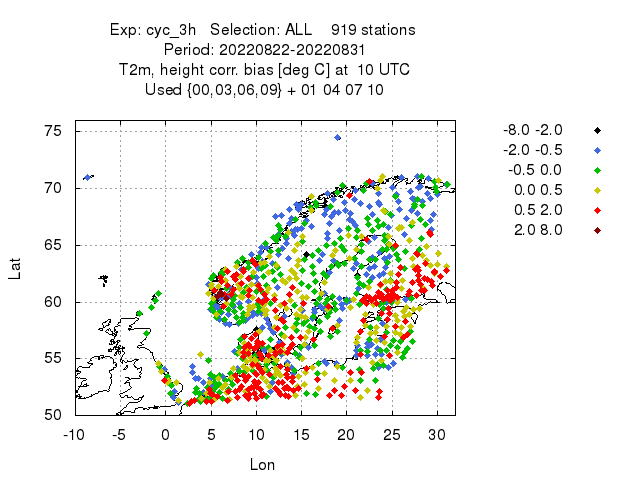 Exp: cyc_3h   Selection: ALL    919 stations
Period: 20220822-20220831
T2m, height corr. bias [deg C] at  10 UTC
Used {00,03,06,09} + 01 04 07 10
-8.0 -2.0
-2.0 -0.5
-0.5 0.0
0.0 0.5
0.5 2.0
2.0 8.0
75
70
65
60
55
50
Lat
-10 -5 0 5 10 15 20 25 30
Lon